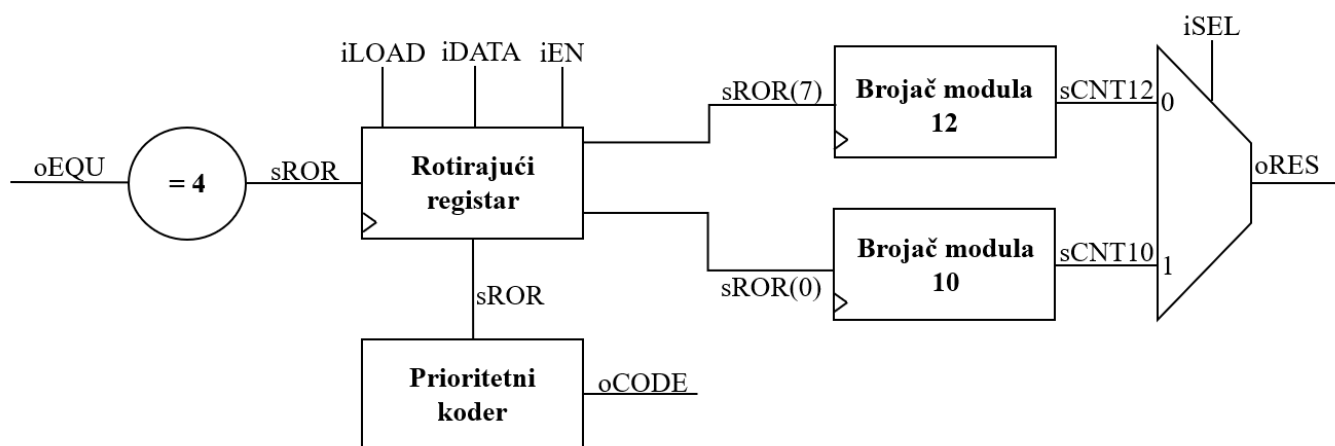 iSEL
iLOAD iDATA iEN
Brojač modula
12
sROR(7)
sCNT12
0
oEQU
= 4
sROR
Rotirajući
registar
oRES
Brojač modula
10
sROR(0)
sCNT10
1
sROR
Prioritetni
koder
oCODE